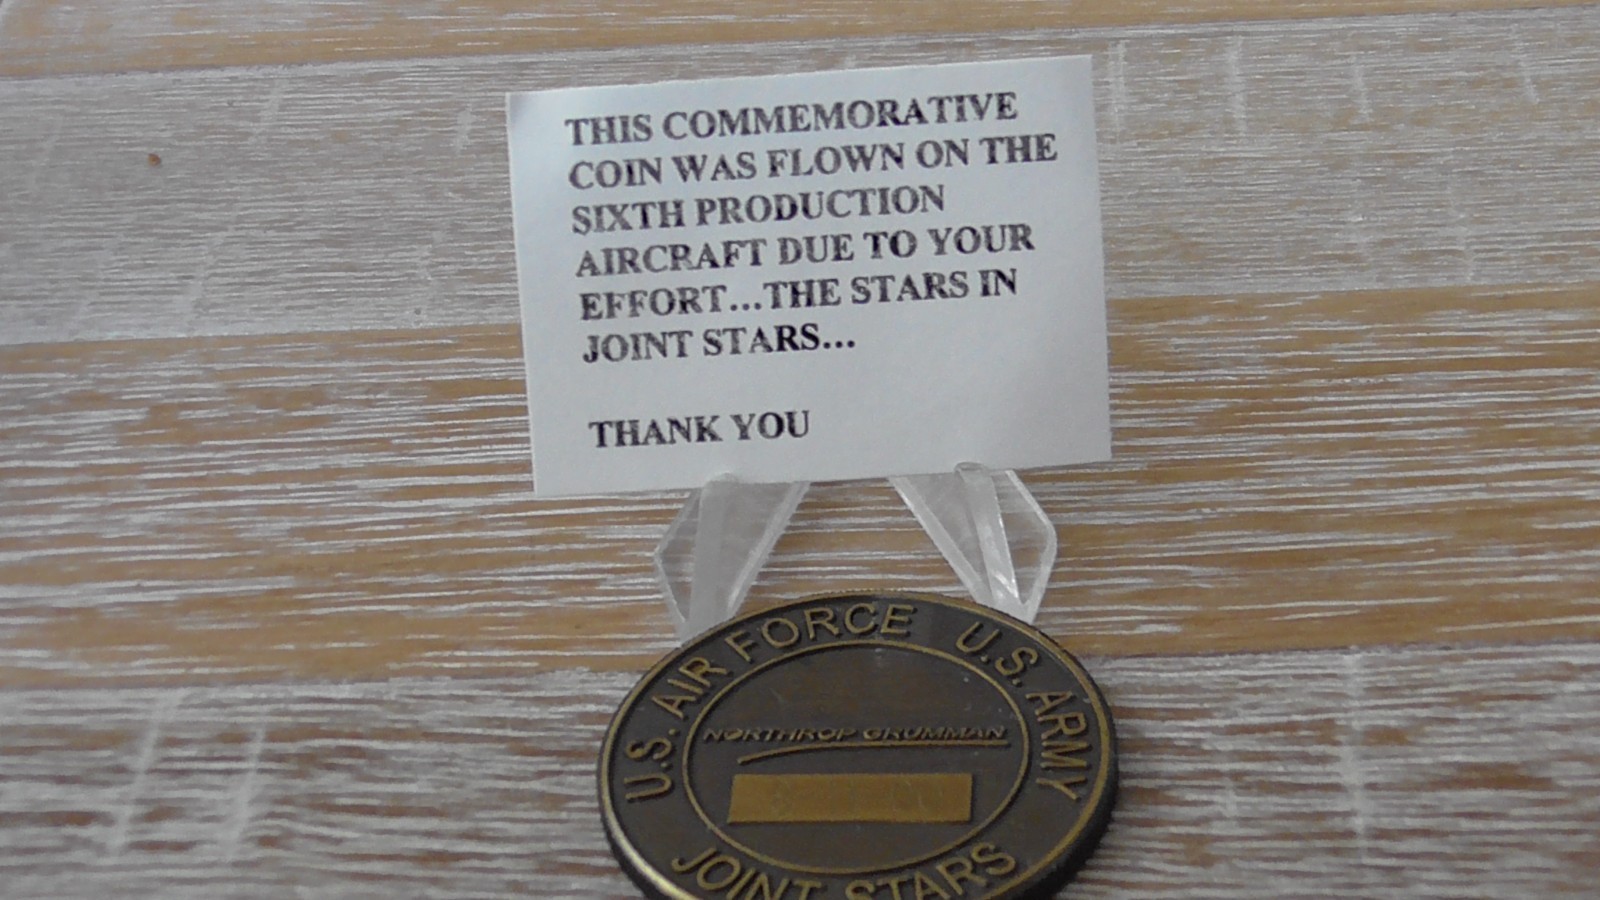 THIS COMMEMORATIVE
COIN WAS FLOWN ON THE
SIXTH PRODUCTION
AIRCRAFT DUE TO YOUR
EFFORT...THE STARS IN
JOINT STARS...
THANK YOU
U.S. AIR FORCE U.S. ARMY
NORTHROP GRUMMAN
JOINT STARS